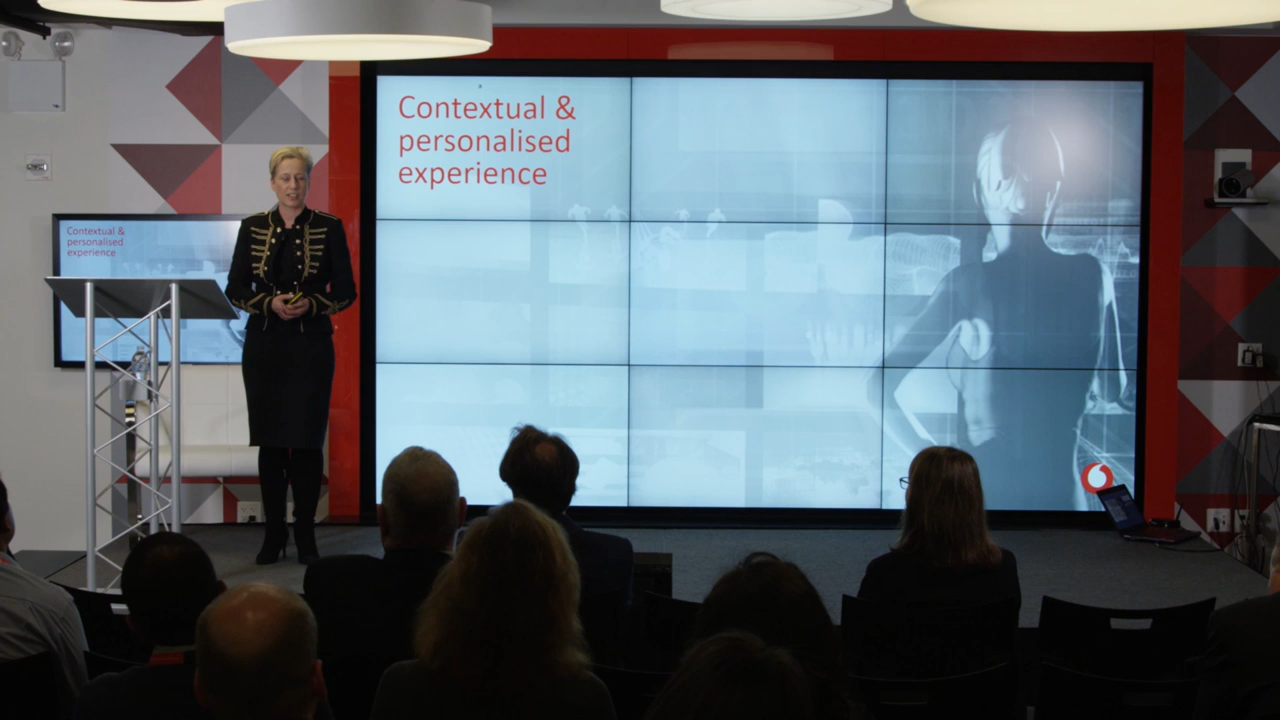 Contextual &
personalised
experience
Contextual &
personalised
experience